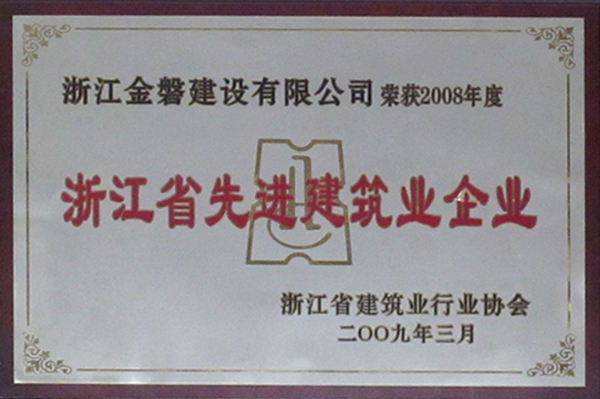 浙江金磐建设有限公司 荣获2008年度
浙江省先进建筑业企业
浙江省建筑业行业协会
二〇〇九年三月